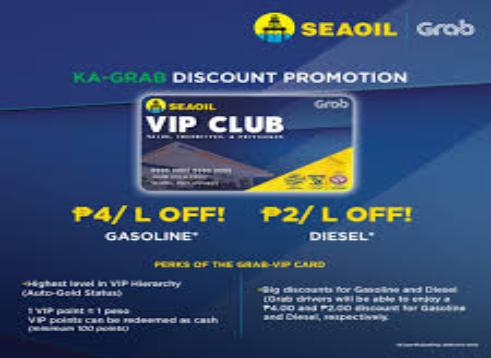 SEAOIL Grab
KA-GRAB DISCOUNT PROMOTION
SEAOIL Grab
VIP CLUB
₱4/ L OFF! ₱2/ L OFF!
GASOLINE* DIESEL*
PERKS OF THE GRAB-VIP CARD
Highest level in VIP Hierarchy
(Auto-Gold Status)
1 VIP point = 1 peso
VIP points can be redeemed as cash
(minimum 100 points)
Big discounts for Gasoline and Diesel
(Grab drivers will be able to enjoy a
₱4.00 and ₱2.00 discount for Gasoline
and Diesel, respectively.